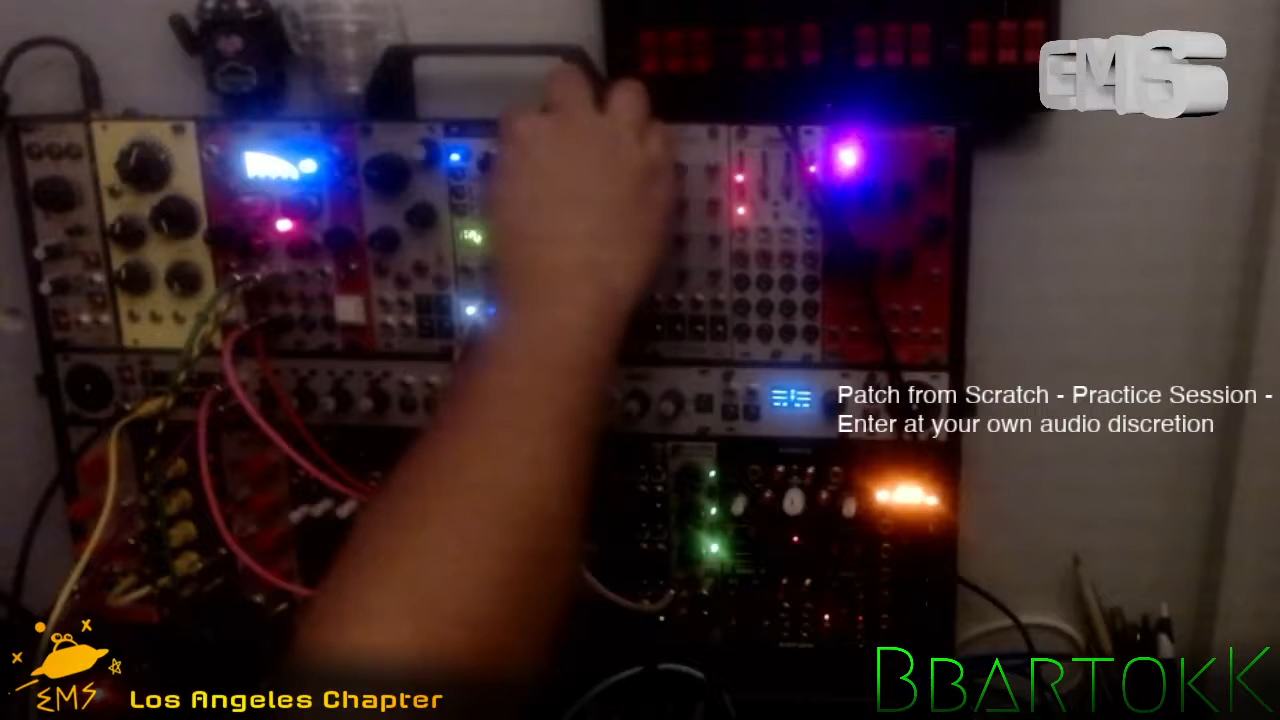 EMS
Patch from Scratch - Practice Session -
Enter at your own audio discretion
EMS
Los Angeles Chapter
BBARTOKK